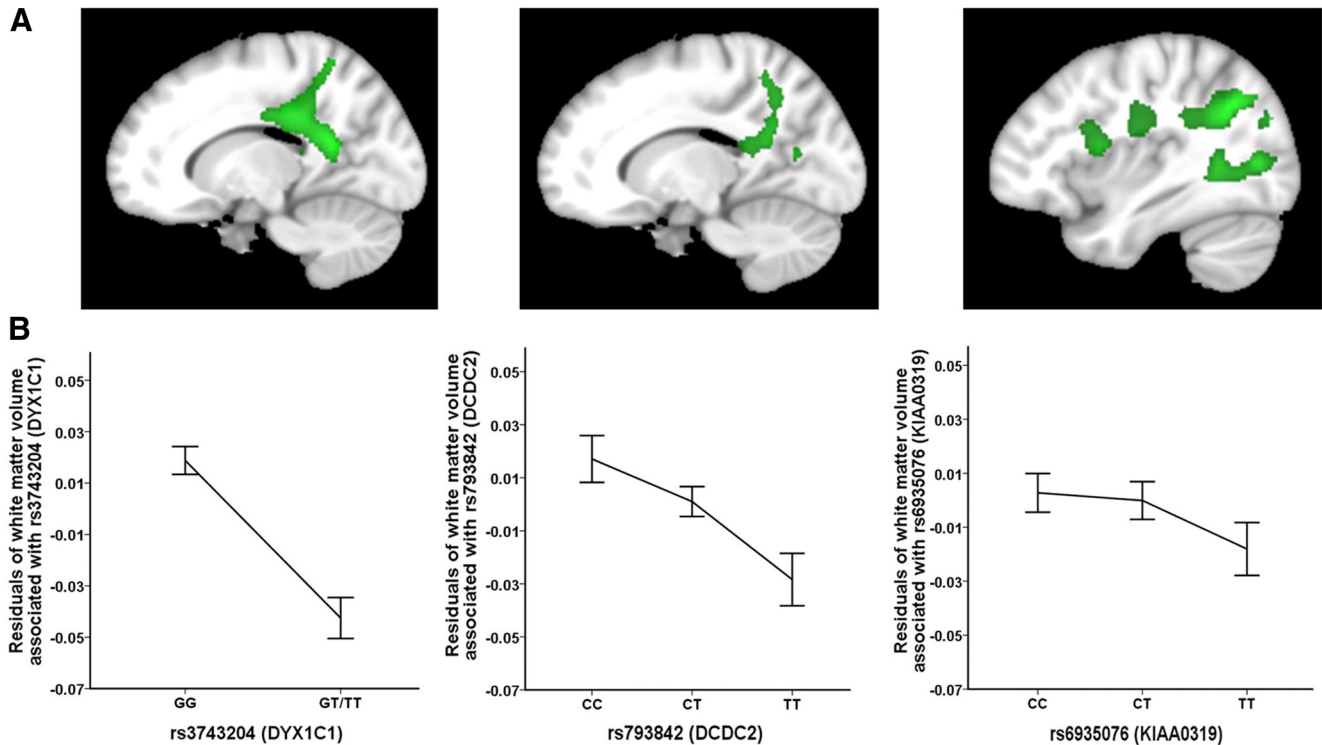 A
B
Residuals of white matter volume
associated with rs3743204 (DYX1C1)
0.05
0.03
0.01
-0.01
-0.03
-0.05
-0.07
GG
GT/TT
rs3743204 (DYX1C1)
Residuals of white matter volume
associated with rs793842 (DCDC2)
0.05
0.03
0.01
-0.01
-0.03
-0.05
-0.07
CC
CT
TT
rs793842 (DCDC2)
Residuals of white matter volume
associated with rs6935076 (KIAA0319)
0.05
0.03
0.01
-0.01
-0.03
-0.05
-0.07
CC
CT
TT
rs6935076 (KIAA0319)